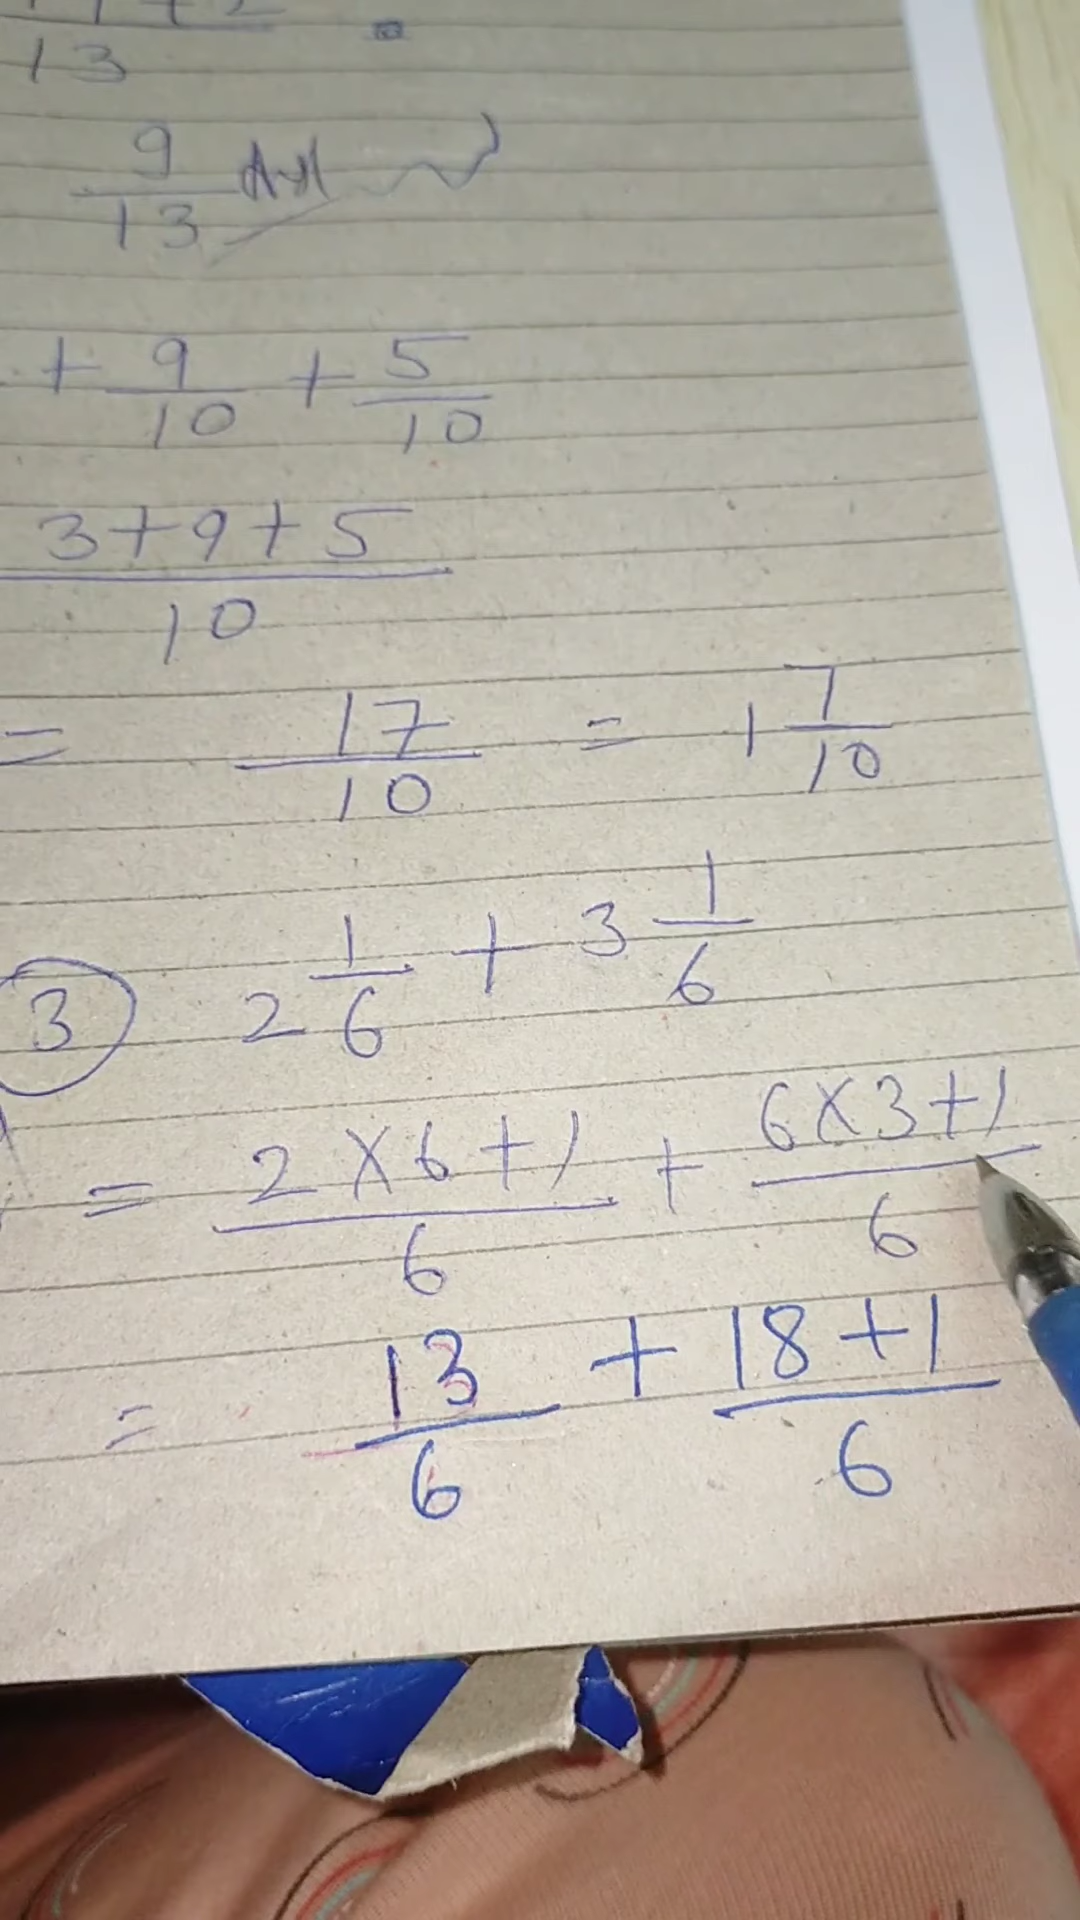 13
9/13 Ans
+ 9/10 + 5/10
3+9+5/10
= 17/10 = 1 7/10
3 2 1/6 + 3 1/6
= 2×6+1/6 + 6×3+1/6
= 13/6 + 18+1/6